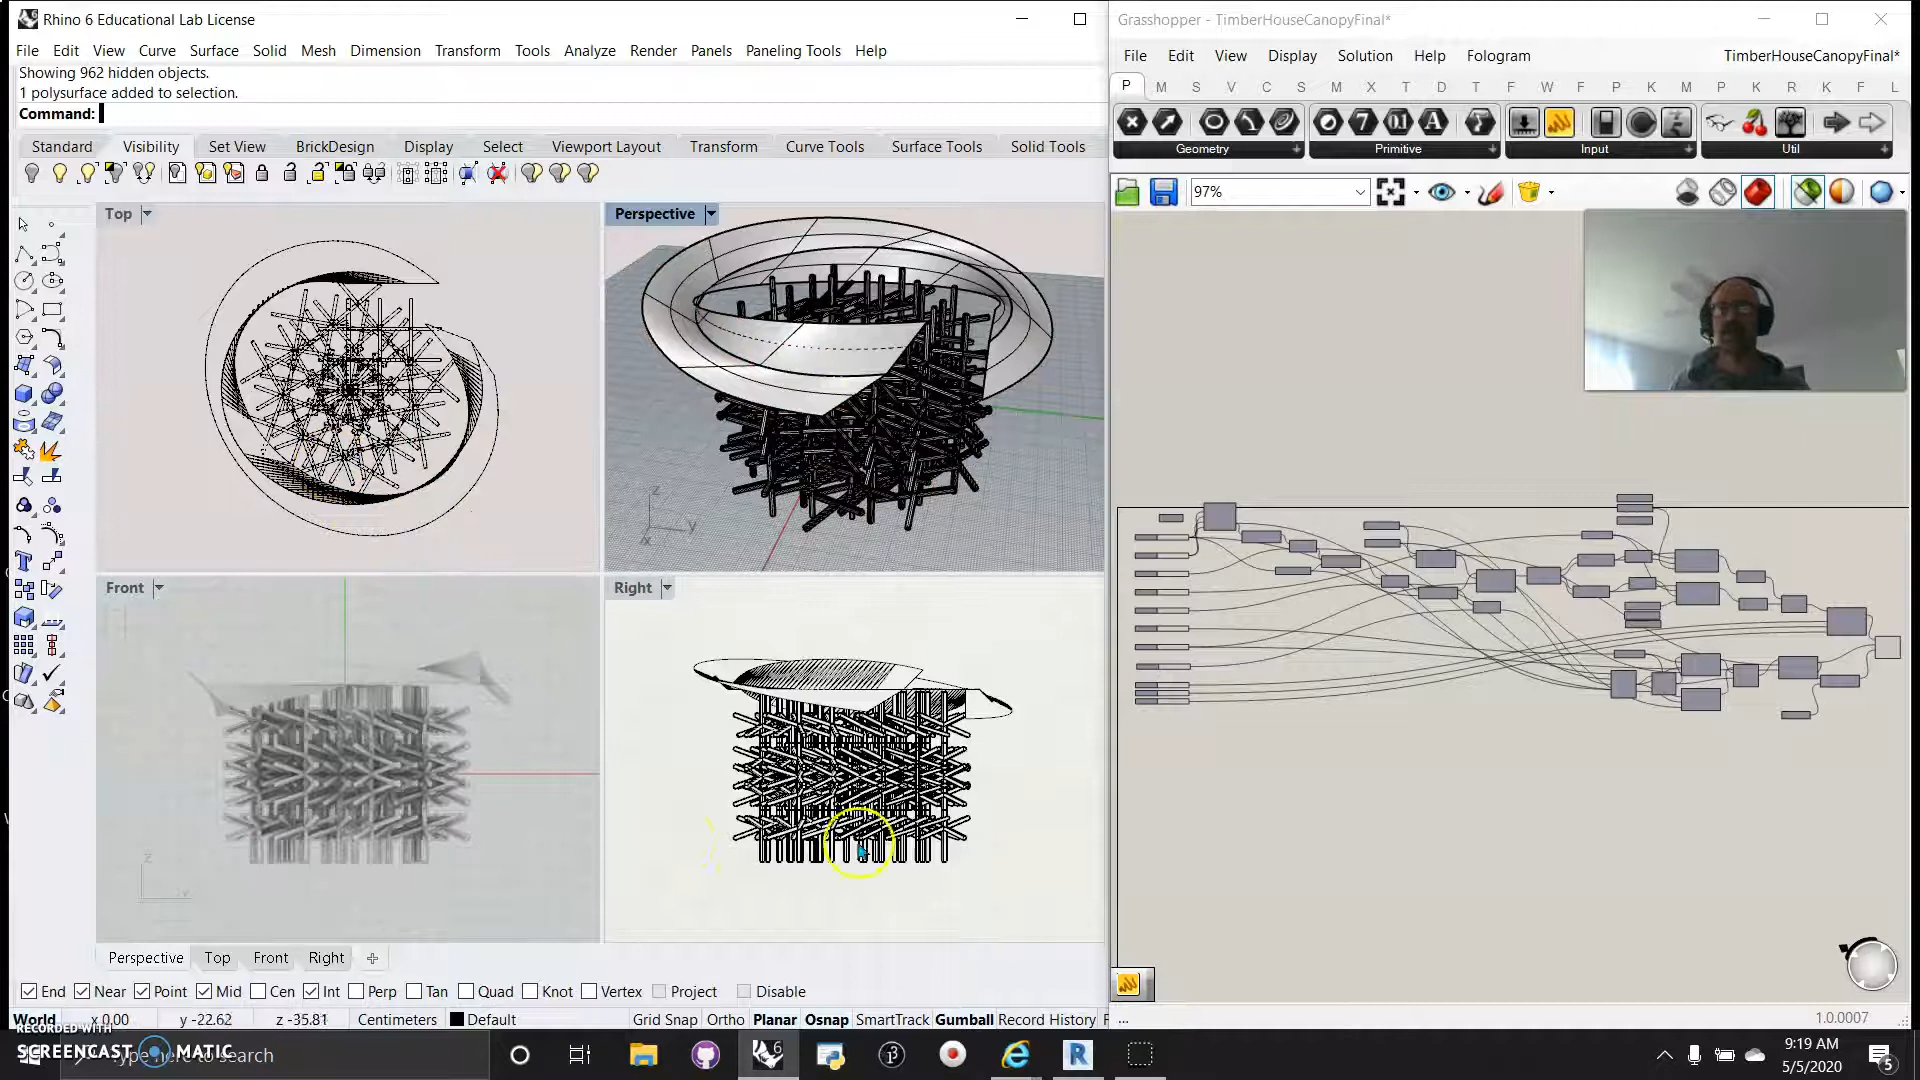 Rhino 6 Educational Lab License
File Edit View Curve Surface Solid Mesh Dimension Transform Tools Analyze Render Panels Paneling Tools Help
Showing 962 hidden objects.
1 polysurface added to selection.
Command:
Standard Visibility Set View BrickDesign Display Select Viewport Layout Transform Curve Tools Surface Tools Solid Tools
Top
Perspective
z
y
x
Front
z
Right
Perspective Top Front Right
End Near Point Mid Cen Int Perp Tan Quad Knot Vertex Project Disable
World x 0.00 y -22.62 z -35.81 Centimeters Default Grid Snap Ortho Planar Osnap SmartTrack Gumball Record History F
Grasshopper - TimberHouseCanopyFinal*
File Edit View Display Solution Help Fologram TimberHouseCanopyFinal*
P M S V C S M X T D T F W F P K M P K R K F L
Geometry Primitive Input Util
97%
... 1.0.0007
RECORDED WITH
SCREENCAST MATIC
Type here to search
9:19 AM
5/5/2020
5